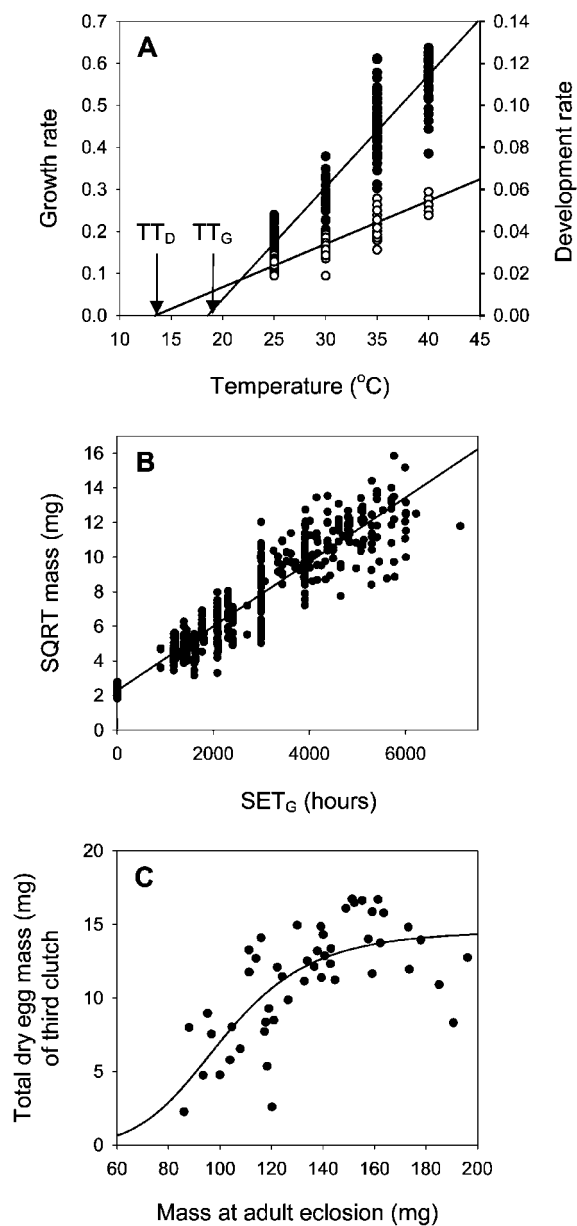 A
Growth rate
Development rate
0.7
0.6
0.5
0.4
0.3
0.2
0.1
0.0
0.14
0.12
0.10
0.08
0.06
0.04
0.02
0.00
TT_D
TT_G
10 15 20 25 30 35 40 45
Temperature (°C)
B
SQRT mass (mg)
16
14
12
10
8
6
4
2
0
0 2000 4000 6000
SET_G (hours)
C
Total dry egg mass (mg)
of third clutch
20
15
10
5
0
60 80 100 120 140 160 180 200
Mass at adult eclosion (mg)